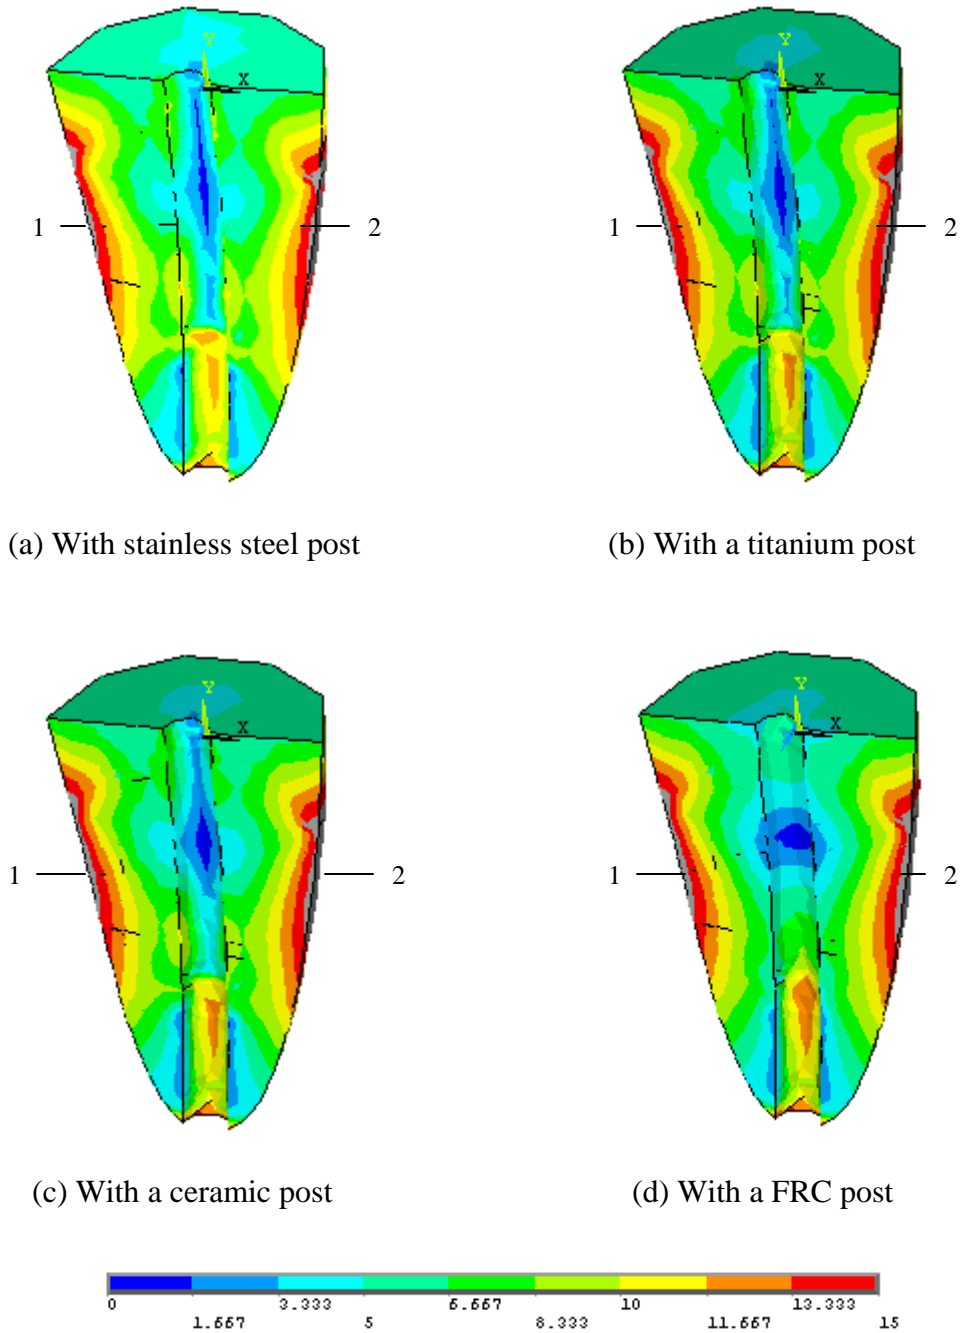 Y
X
1
2
Y
X
1
2
(a) With stainless steel post
(b) With a titanium post
Y
X
1
2
Y
X
1
2
(c) With a ceramic post
(d) With a FRC post
0 3.333 6.667 10 13.333
1.667 5 8.333 11.667 15